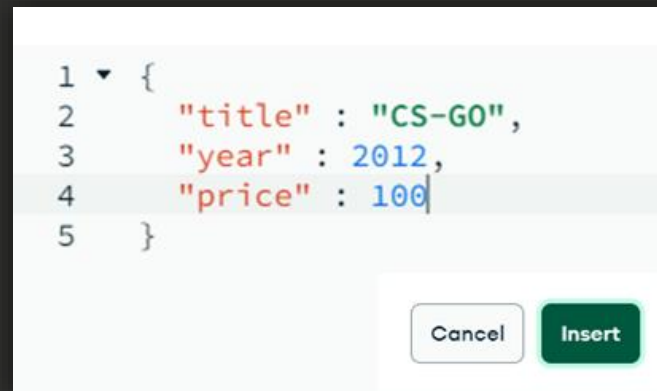 1 {
2 "title" : "CS-GO",
3 "year" : 2012,
4 "price" : 100
5 }
Cancel Insert